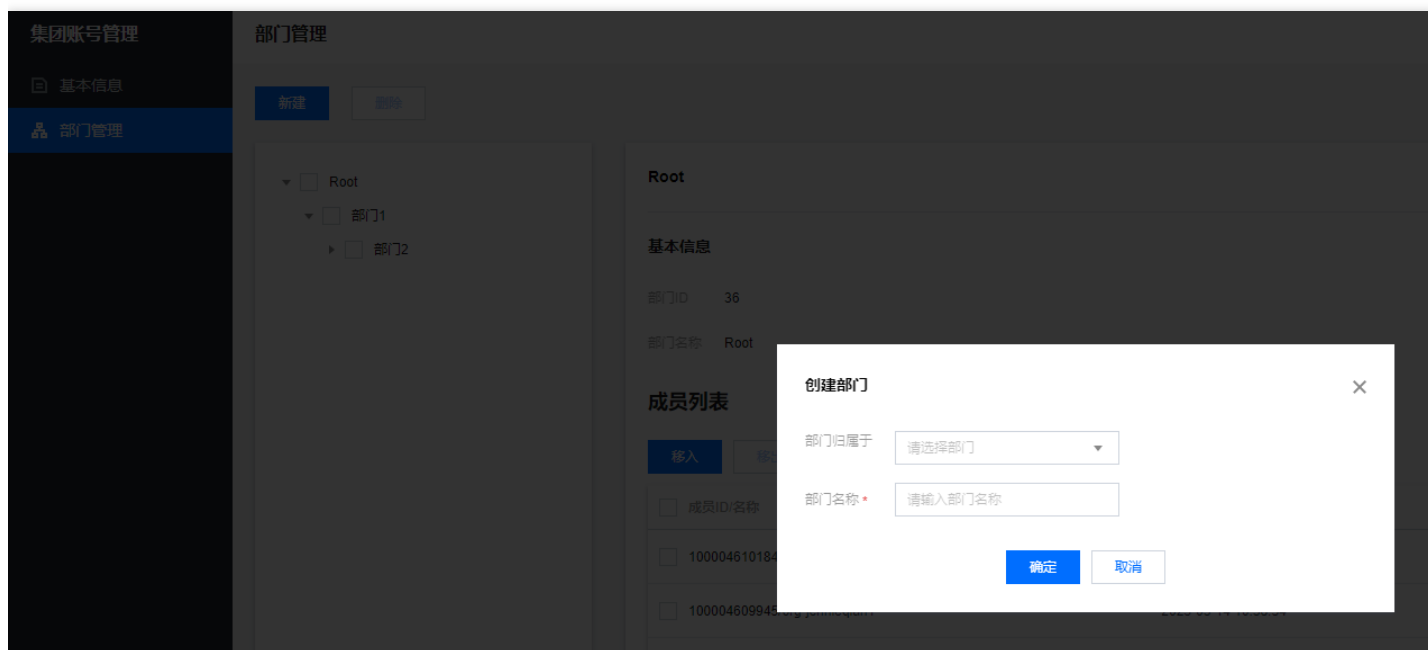 集团账号管理
基本信息
部门管理
部门管理
新建 删除
Root
部门1
部门2
Root
基本信息
部门ID 36
部门名称 Root
成员列表
移入
成员ID/名称
100004610184
100004609945
创建部门
部门归属于 请选择部门
部门名称 * 请输入部门名称
确定 取消